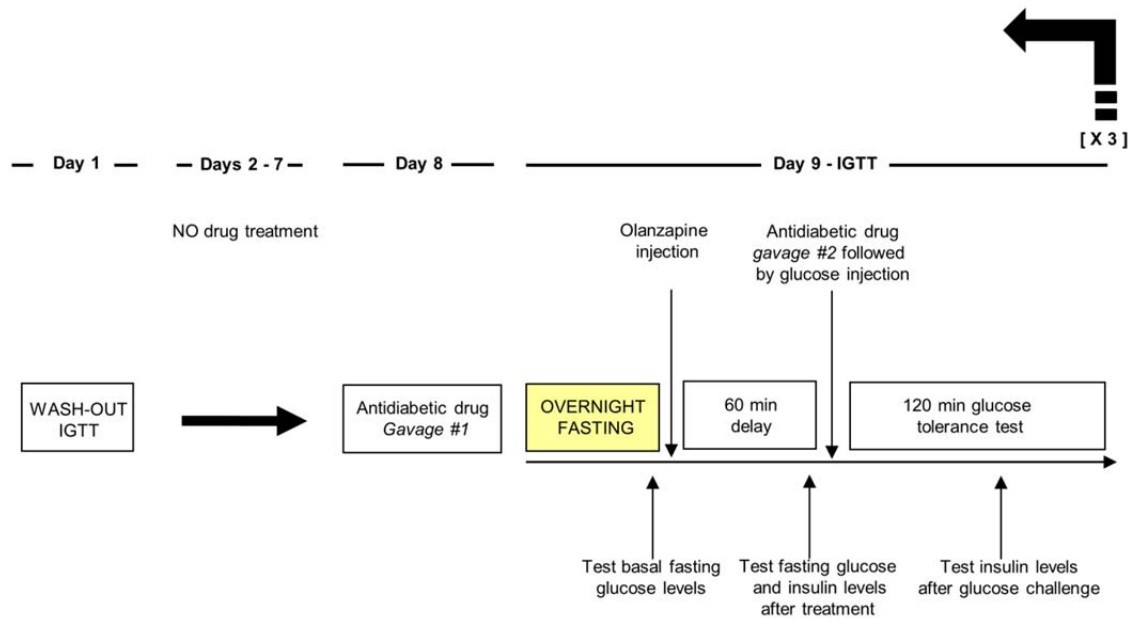 [ X 3 ]
Day 1
Days 2 - 7
Day 8
Day 9 - IGTT
NO drug treatment
Olanzapine
injection
Antidiabetic drug
gavage #2 followed
by glucose injection
WASH-OUT
IGTT
Antidiabetic drug
Gavage #1
OVERNIGHT
FASTING
60 min
delay
120 min glucose
tolerance test
Test basal fasting
glucose levels
Test fasting glucose
and insulin levels
after treatment
Test insulin levels
after glucose challenge